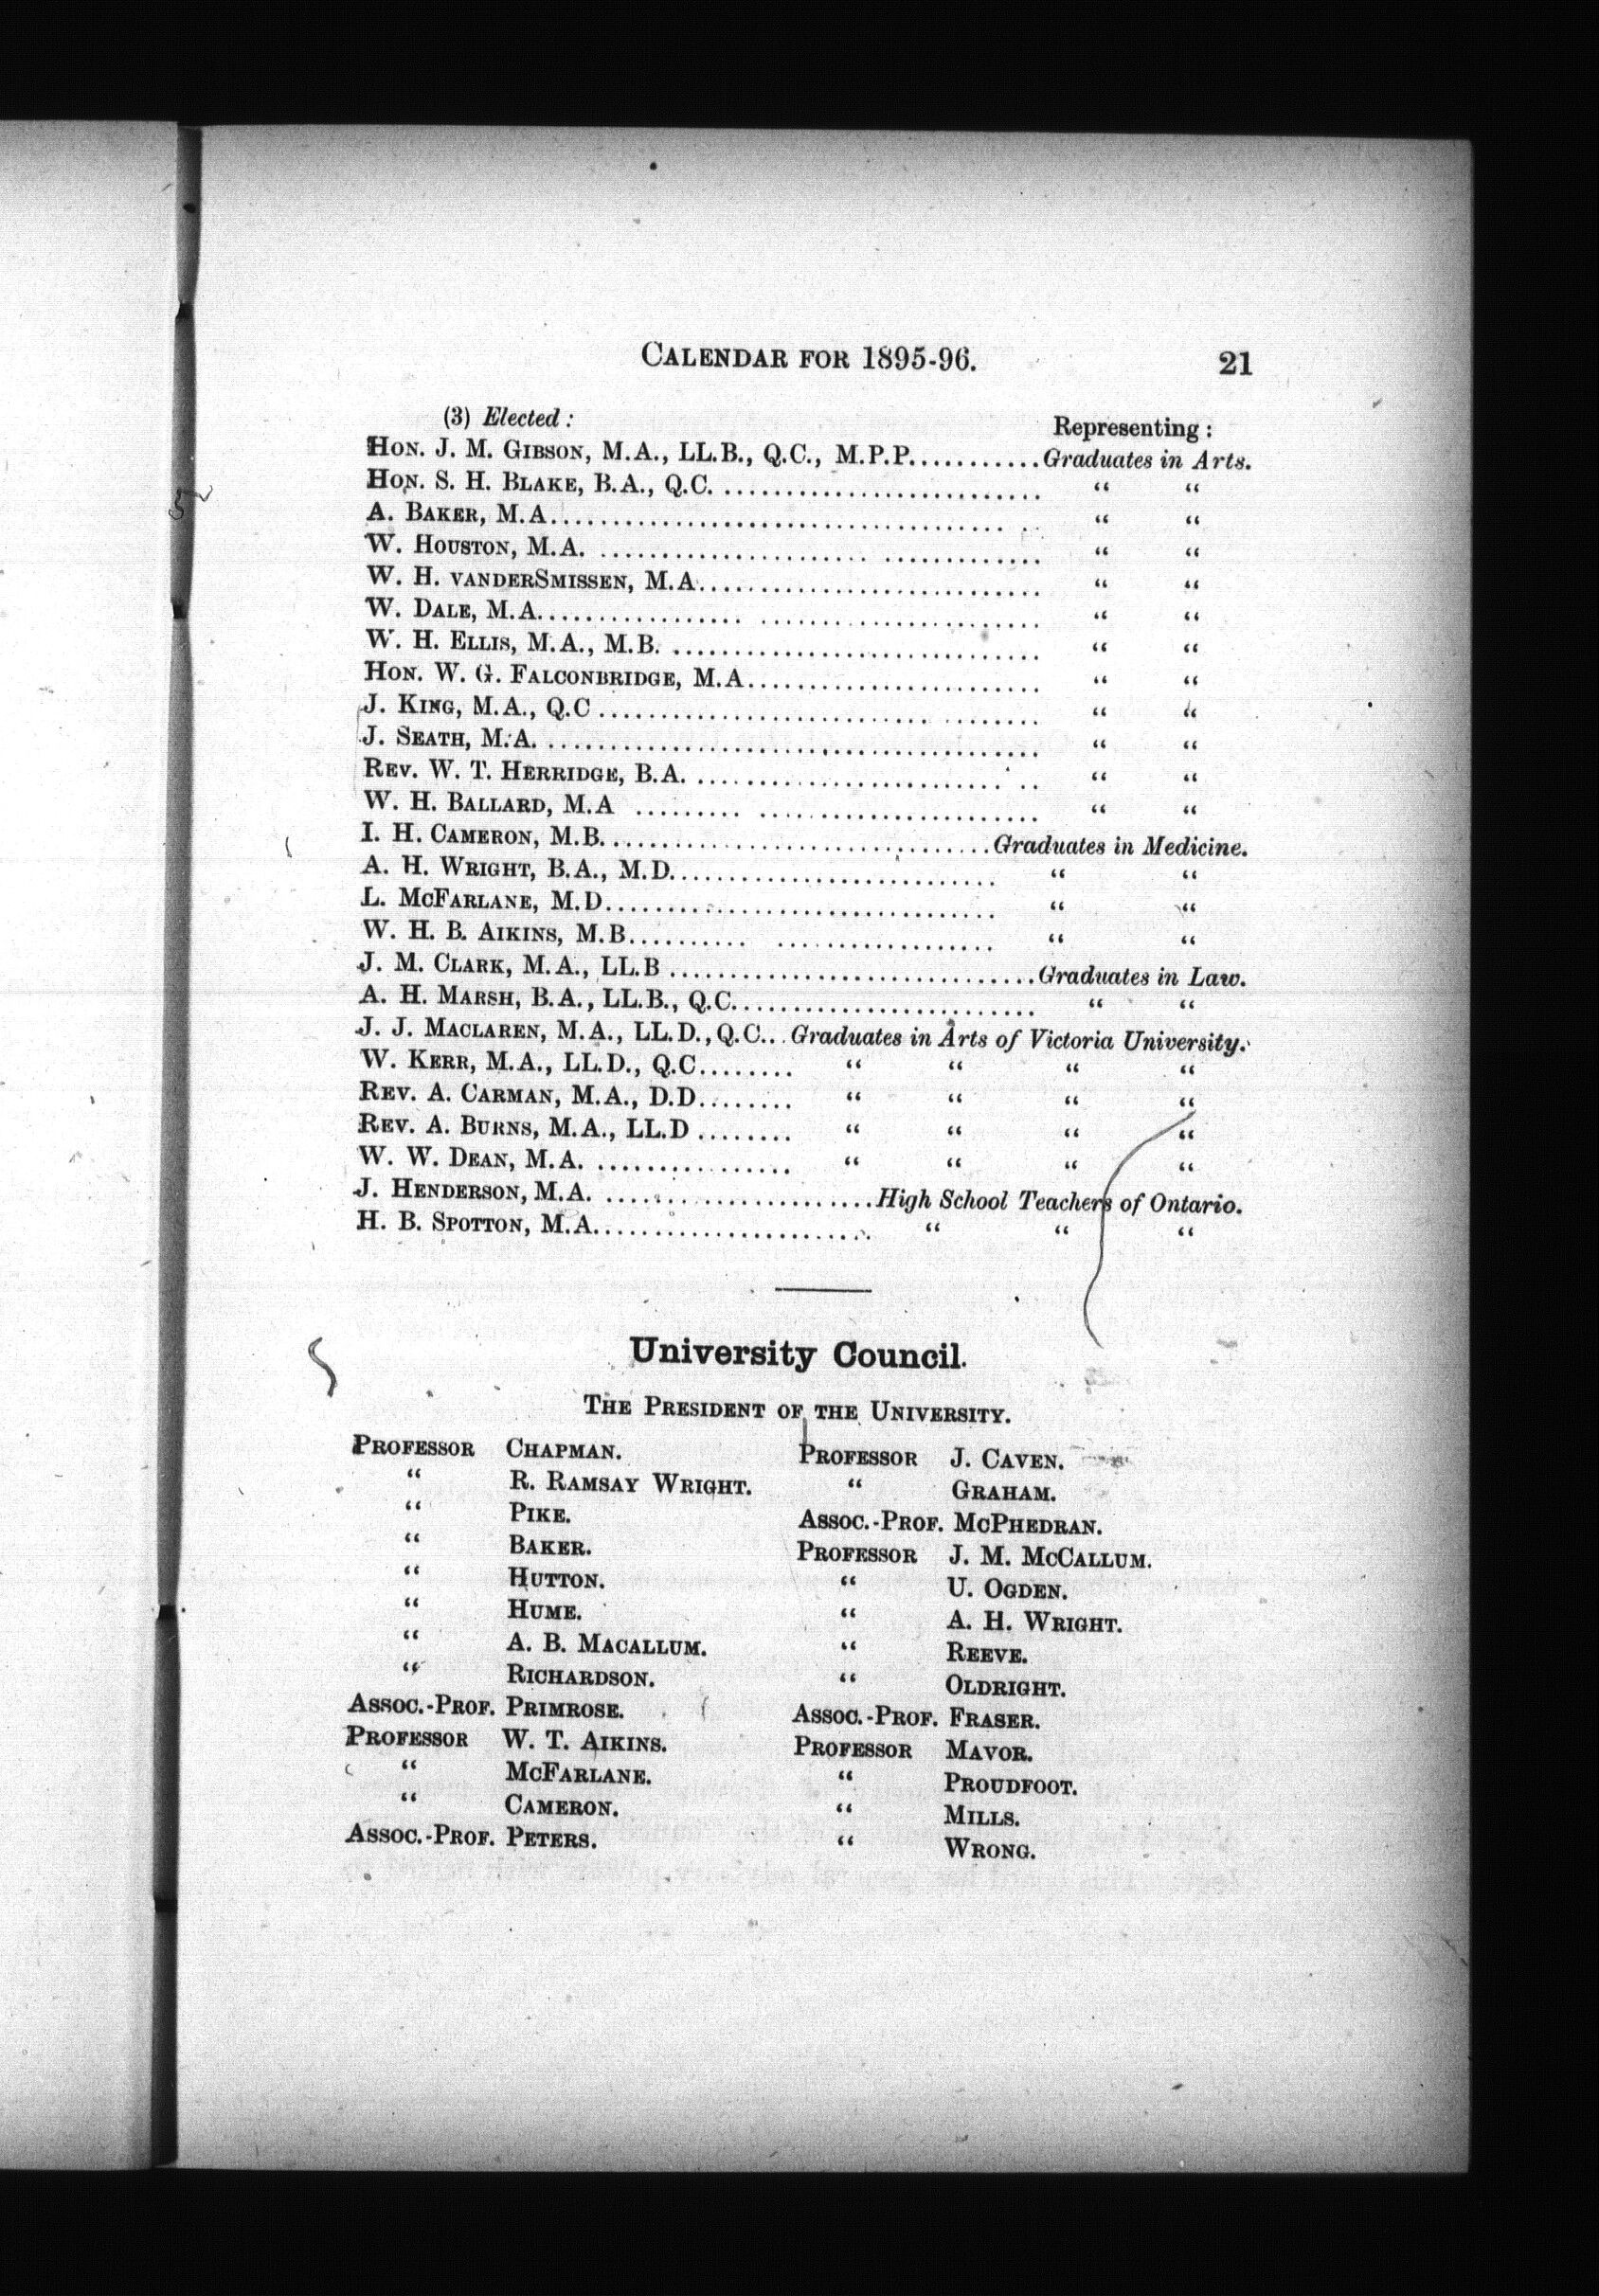 CALENDAR FOR 1895-96. 21
(3) Elected : Representing :
HON. J. M. GIBSON, M.A., LL.B., Q.C., M.P.P...........Graduates in Arts.
HON. S. H. BLAKE, B.A., Q.C. ........................... “ “
A. BAKER, M.A........................................ “ “
W. HOUSTON, M.A. ................................... “ “
W. H. VANDERSMISSEN, M.A............................ “ “
W. DALE, M.A........................................ “ “
W. H. ELLIS, M.A., M.B. .............................. “ “
HON. W. G. FALCONBRIDGE, M.A........................ “ “
J. KING, M.A., Q.C ................................... “ “
J. SEATH, M.A. ...................................... “ “
REV. W. T. HERRIDGE, B.A. ........................... “ “
W. H. BALLARD, M.A ................................ “ “
I. H. CAMERON, M.B................................Graduates in Medicine.
A. H. WRIGHT, B.A., M.D........................... “ “
L. MCFARLANE, M.D................................ “ “
W. H. B. AIKINS, M.B.............................. “ “
J. M. CLARK, M.A., LL.B ..............................Graduates in Law.
A. H. MARSH, B.A., LL.B., Q.C......................... “ “
J. J. MACLAREN, M.A., LL.D., Q.C... Graduates in Arts of Victoria University.
W. KERR, M.A., LL.D., Q.C........ “ “ “ “
REV. A. CARMAN, M.A., D.D........ “ “ “ “
REV. A. BURNS, M.A., LL.D ........ “ “ “ “
W. W. DEAN, M.A. ................ “ “ “ “
J. HENDERSON, M.A. ......................High School Teachers of Ontario.
H. B. SPOTTON, M.A....................... “ “ “
University Council.
THE PRESIDENT OF THE UNIVERSITY.
PROFESSOR CHAPMAN. PROFESSOR J. CAVEN.
“ R. RAMSAY WRIGHT. “ GRAHAM.
“ PIKE. ASSOC.-PROF. MCPHEDRAN.
“ BAKER. PROFESSOR J. M. MCCALLUM.
“ HUTTON. “ U. OGDEN.
“ HUME. “ A. H. WRIGHT.
“ A. B. MACALLUM. “ REEVE.
“ RICHARDSON. “ OLDRIGHT.
ASSOC.-PROF. PRIMROSE. ASSOC.-PROF. FRASER.
PROFESSOR W. T. AIKINS. PROFESSOR MAVOR.
“ MCFARLANE. “ PROUDFOOT.
“ CAMERON. “ MILLS.
ASSOC.-PROF. PETERS. “ WRONG.